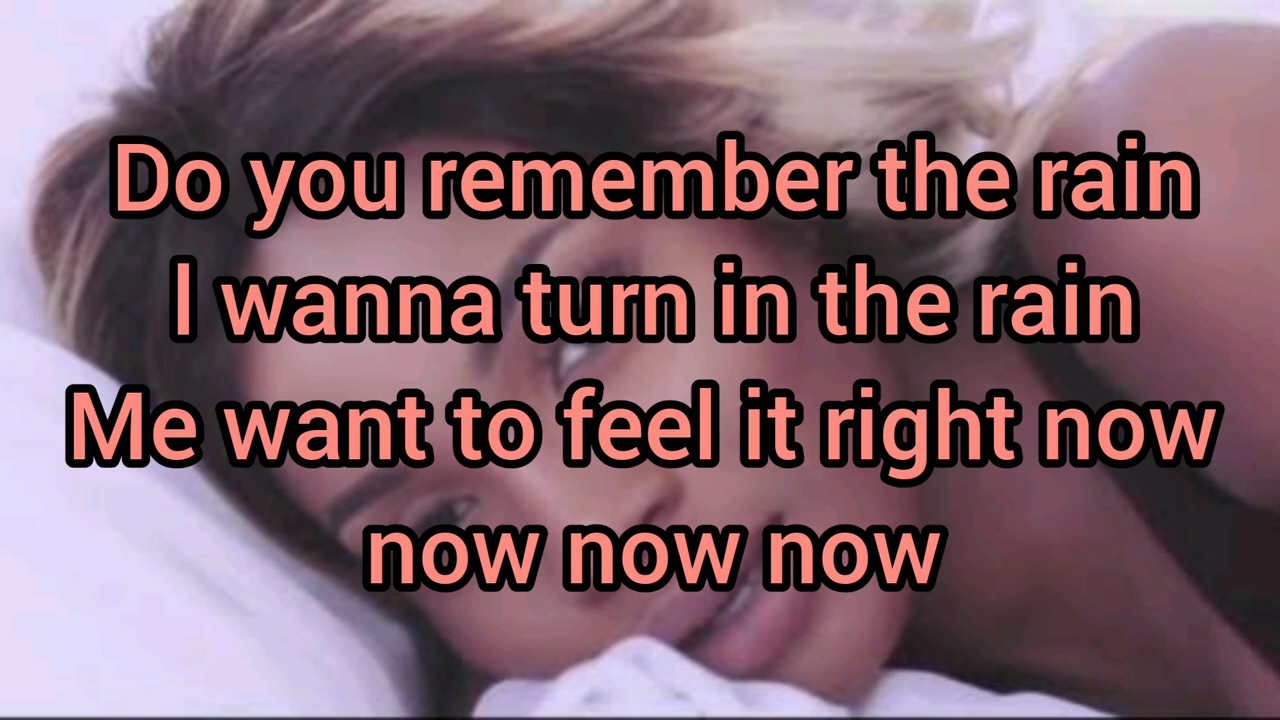 Do you remember the rain
I wanna turn in the rain
Me want to feel it right now
now now now